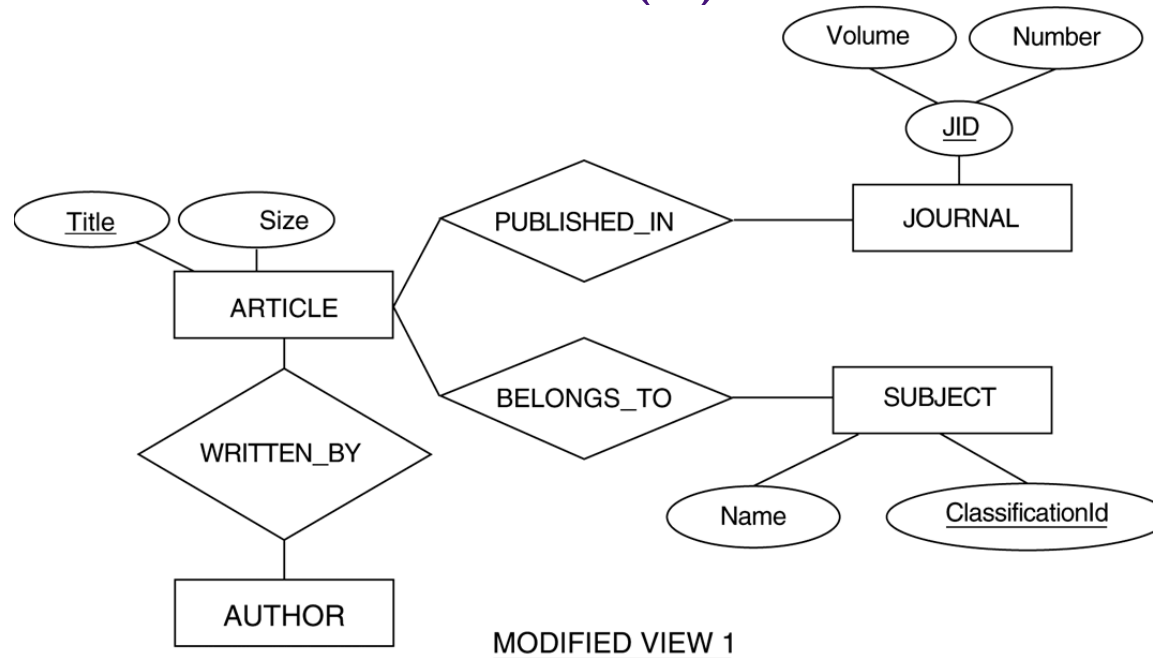 Volume
Number
JID
JOURNAL
PUBLISHED_IN
Title
Size
ARTICLE
BELONGS_TO
SUBJECT
Name
ClassificationId
WRITTEN_BY
AUTHOR
MODIFIED VIEW 1